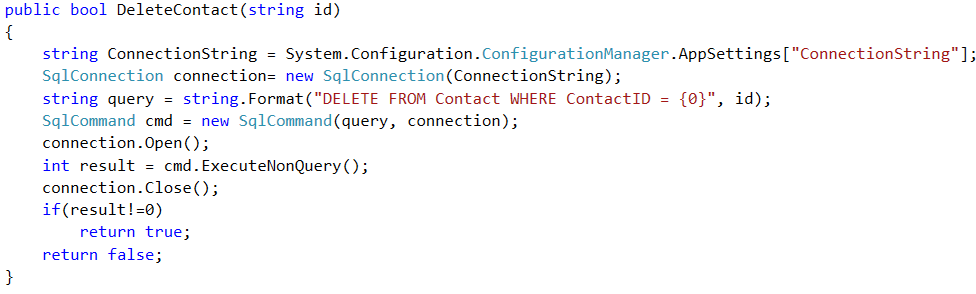 public bool DeleteContact(string id)
{
    string ConnectionString = System.Configuration.ConfigurationManager.AppSettings["ConnectionString"];
    SqlConnection connection= new SqlConnection(ConnectionString);
    string query = string.Format("DELETE FROM Contact WHERE ContactID = {0}", id);
    SqlCommand cmd = new SqlCommand(query, connection);
    connection.Open();
    int result = cmd.ExecuteNonQuery();
    connection.Close();
    if(result!=0)
        return true;
    return false;
}